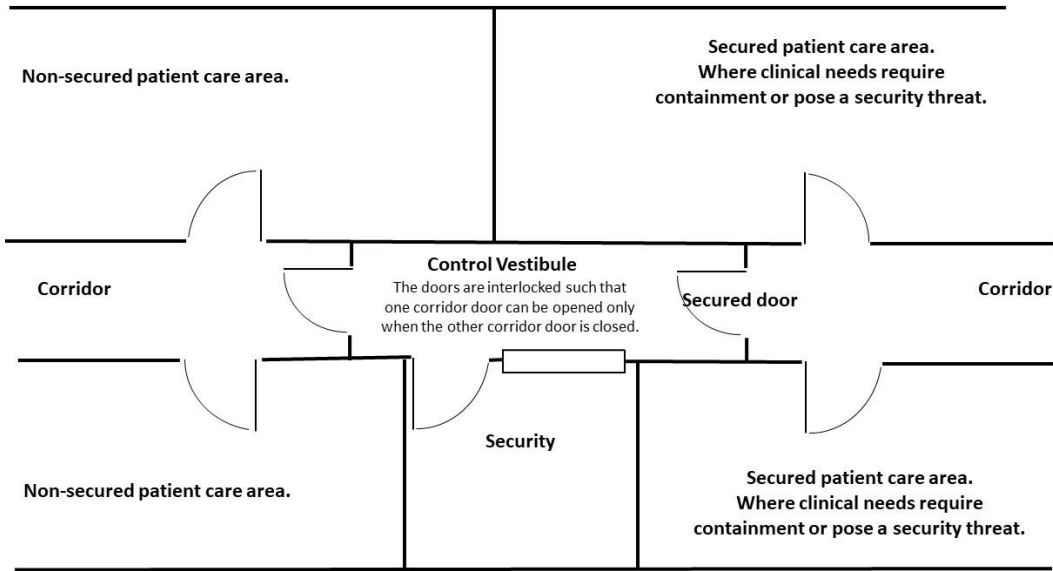 Non-secured patient care area.
Secured patient care area.
Where clinical needs require
containment or pose a security threat.
Corridor
Control Vestibule
The doors are interlocked such that
one corridor door can be opened only
when the other corridor door is closed.
Secured door
Corridor
Security
Non-secured patient care area.
Secured patient care area.
Where clinical needs require
containment or pose a security threat.